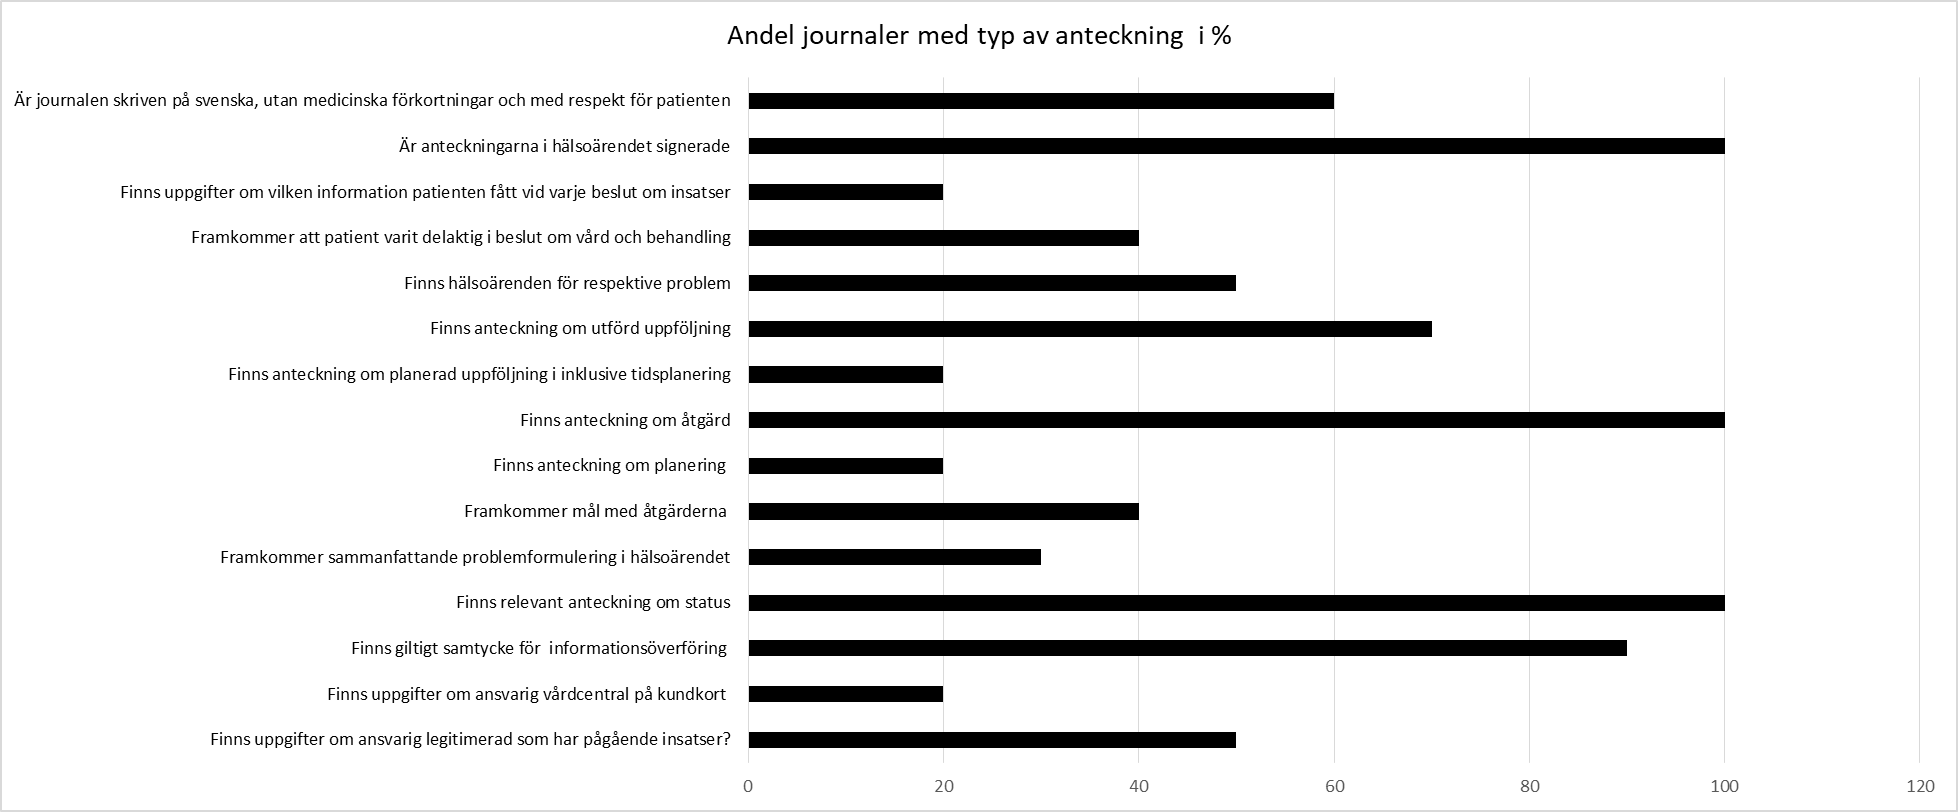 Andel journaler med typ av anteckning  i %
Är journalen skriven på svenska, utan medicinska förkortningar och med respekt för patienten
Är anteckningarna i hälsoärendet signerade
Finns uppgifter om vilken information patienten fått vid varje beslut om insatser
Framkommer att patient varit delaktig i beslut om vård och behandling
Finns hälsoärenden för respektive problem
Finns anteckning om utförd uppföljning
Finns anteckning om planerad uppföljning i inklusive tidsplanering
Finns anteckning om åtgärd
Finns anteckning om planering
Framkommer mål med åtgärderna
Framkommer sammanfattande problemformulering i hälsoärendet
Finns relevant anteckning om status
Finns giltigt samtycke för  informationsöverföring
Finns uppgifter om ansvarig vårdcentral på kundkort
Finns uppgifter om ansvarig legitimerad som har pågående insatser?
0 20 40 60 80 100 120